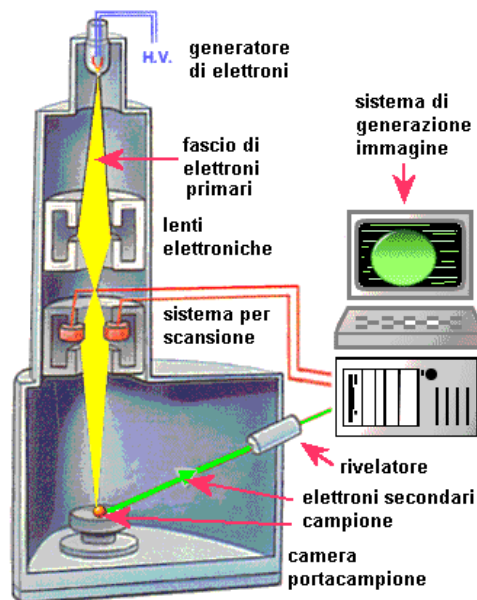 H.V.
generatore
di elettroni
sistema di
generazione
immagine
fascio di
elettroni
primari
lenti
elettroniche
sistema per
scansione
rivelatore
elettroni secondari
campione
camera
portacampione